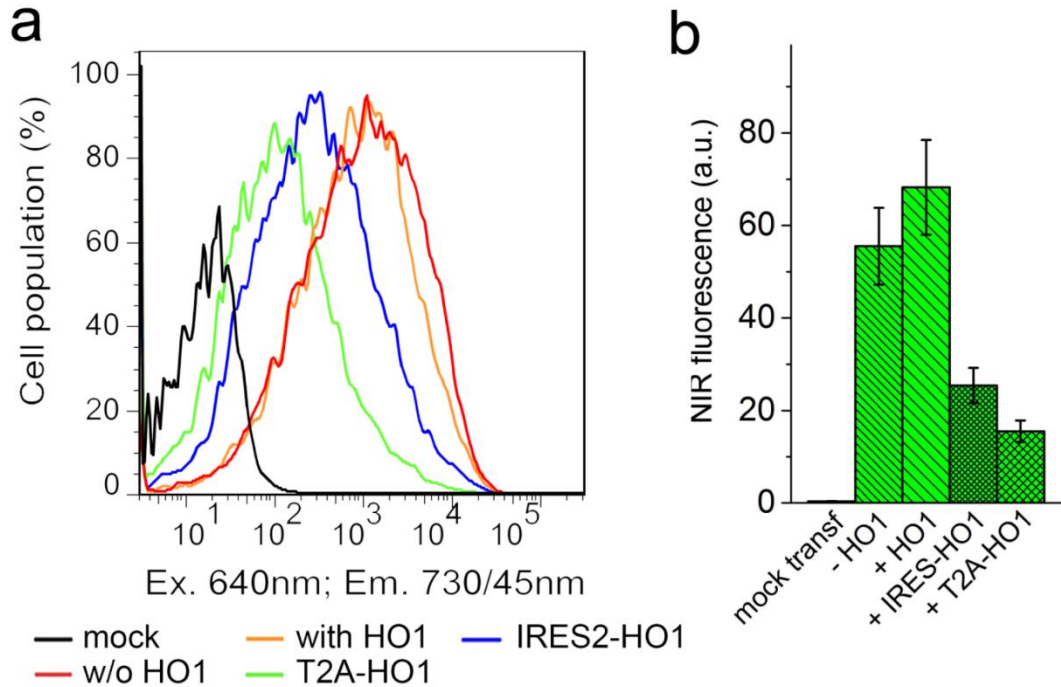 a
Cell population (%)
100
80
60
40
20
0
10^1 10^2 10^3 10^4 10^5
Ex. 640nm; Em. 730/45nm
mock with HO1 IRES2-HO1
w/o HO1 T2A-HO1
b
NIR fluorescence (a.u.)
80
60
40
20
0
mock transf
- HO1
+ HO1
+ IRES-HO1
+ T2A-HO1